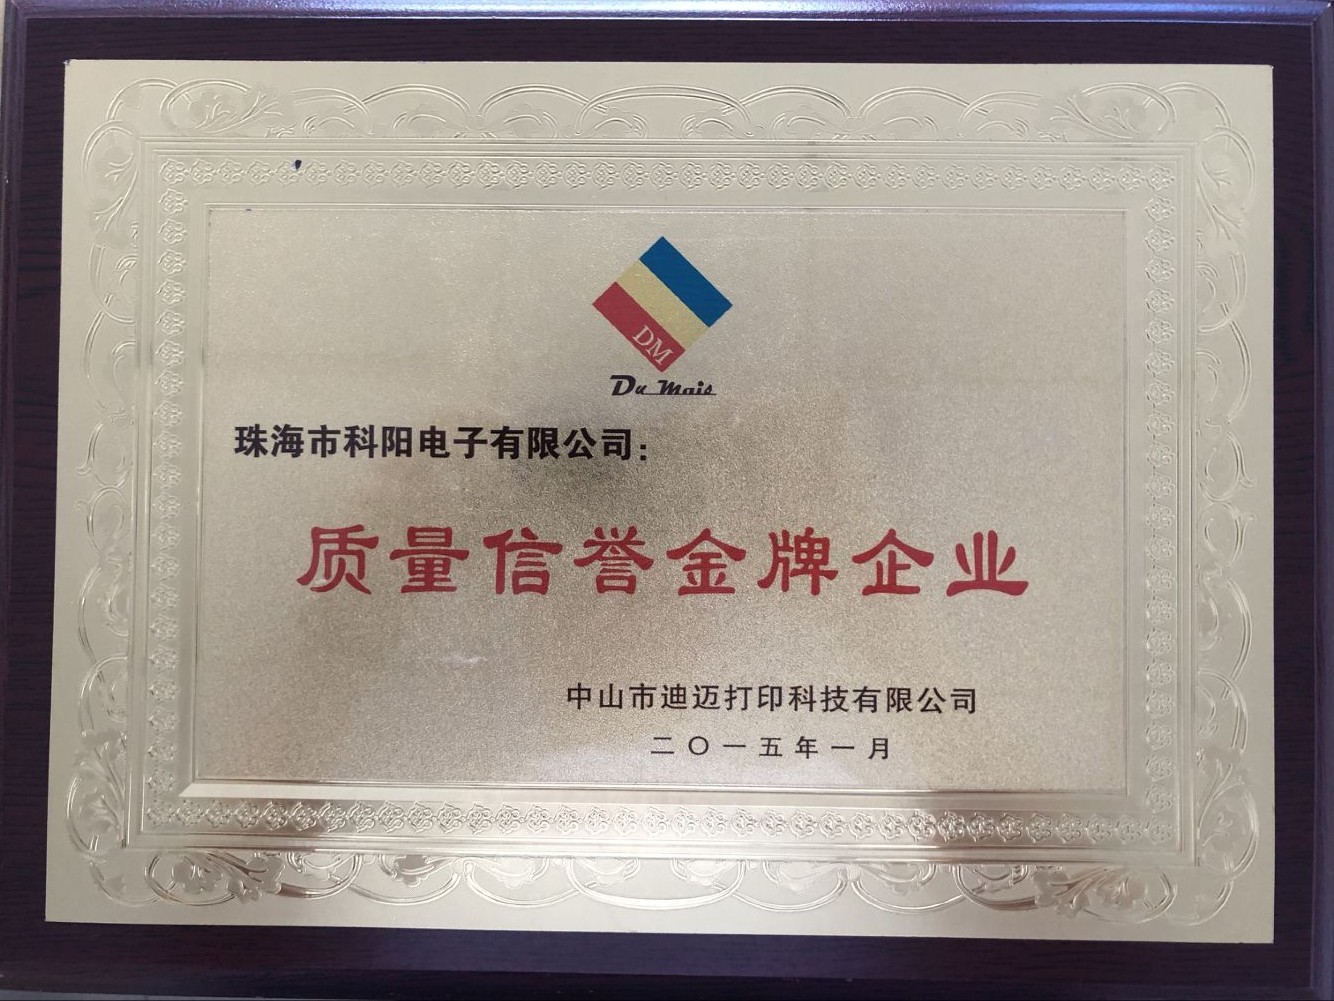 DM
Du Mais
珠海市科阳电子有限公司：
质量信誉金牌企业
中山市迪迈打印科技有限公司
二〇一五年一月